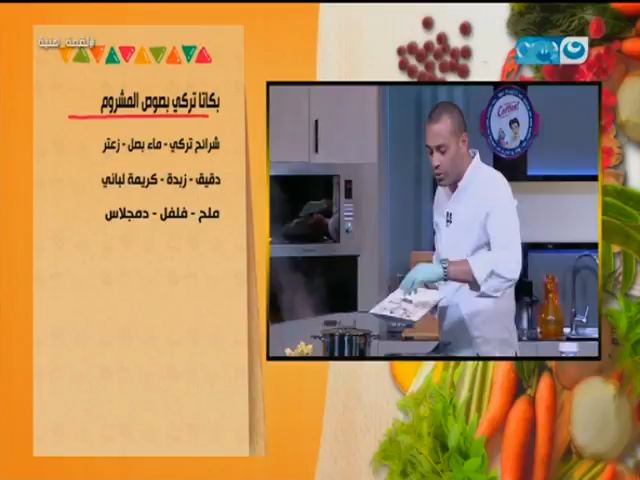 #لقمة_هنية
بكاتا تركي بصوص المشروم
شرائح تركي - ماء بصل - زعتر
دقيق - زبدة - كريمة لباني
ملح - فلفل - دمجلاس